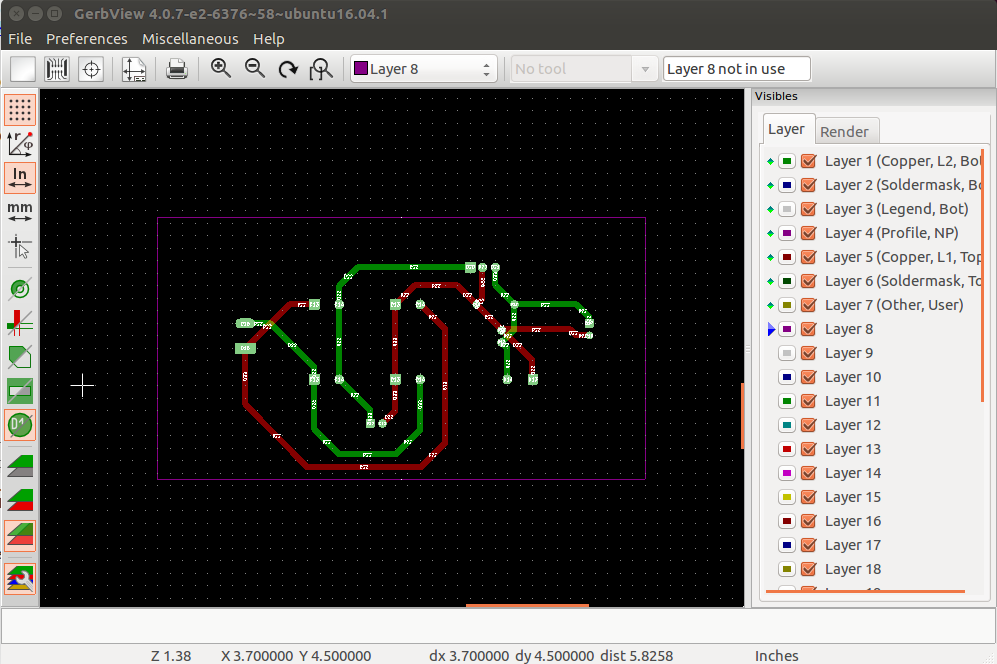 GerbView 4.0.7-e2-6376~58~ubuntu16.04.1
File Preferences Miscellaneous Help
Layer 8
No tool
Layer 8 not in use
Visibles
Layer Render
In
mm
Layer 1 (Copper, L2, Bo
Layer 2 (Soldermask, Bo
Layer 3 (Legend, Bot)
Layer 4 (Profile, NP)
Layer 5 (Copper, L1, Top
Layer 6 (Soldermask, To
Layer 7 (Other, User)
Layer 8
Layer 9
Layer 10
Layer 11
Layer 12
Layer 13
Layer 14
Layer 15
Layer 16
Layer 17
Layer 18
Z 1.38 X 3.700000 Y 4.500000 dx 3.700000 dy 4.500000 dist 5.8258 Inches